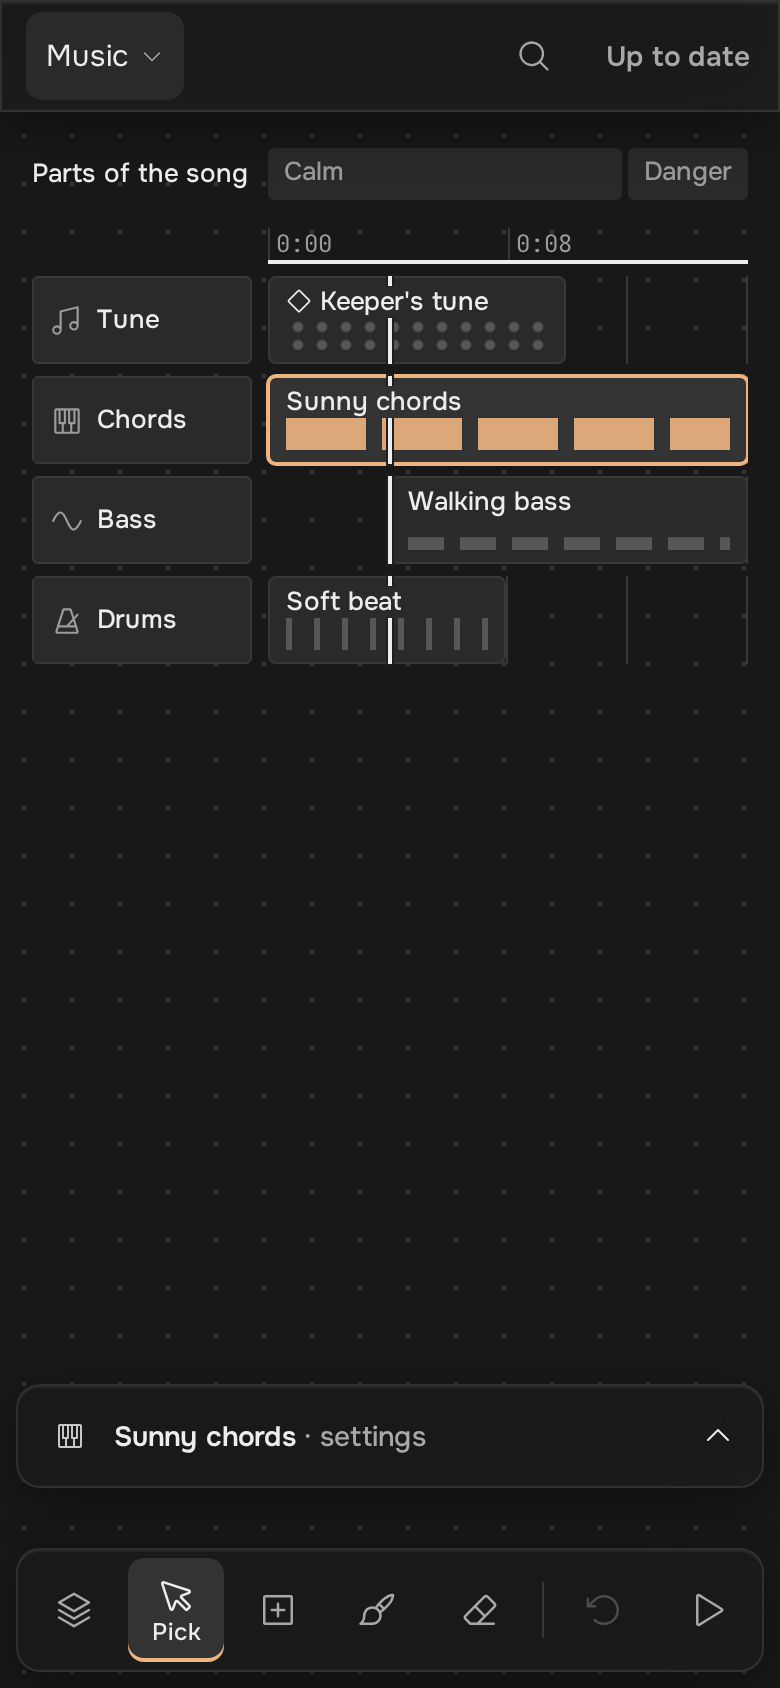 Music
Up to date
Parts of the song
Calm
Danger
0:00
0:08
Tune
Keeper's tune
Chords
Sunny chords
Bass
Walking bass
Drums
Soft beat
Sunny chords · settings
Pick